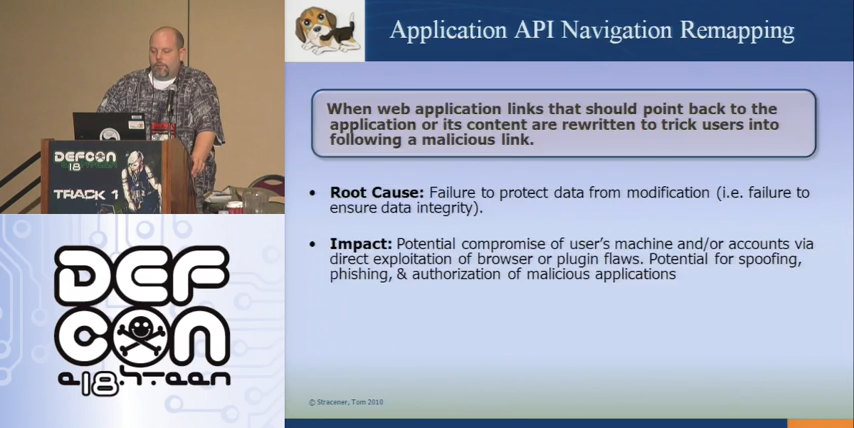 Application API Navigation Remapping
When web application links that should point back to the
application or its content are rewritten to trick users into
following a malicious link.
• Root Cause: Failure to protect data from modification (i.e. failure to
ensure data integrity).
• Impact: Potential compromise of user's machine and/or accounts via
direct exploitation of browser or plugin flaws. Potential for spoofing,
phishing, & authorization of malicious applications
© Stracener, Tom 2010
DEFCON
18
TRACK 1
DEF
CON
e18hteen